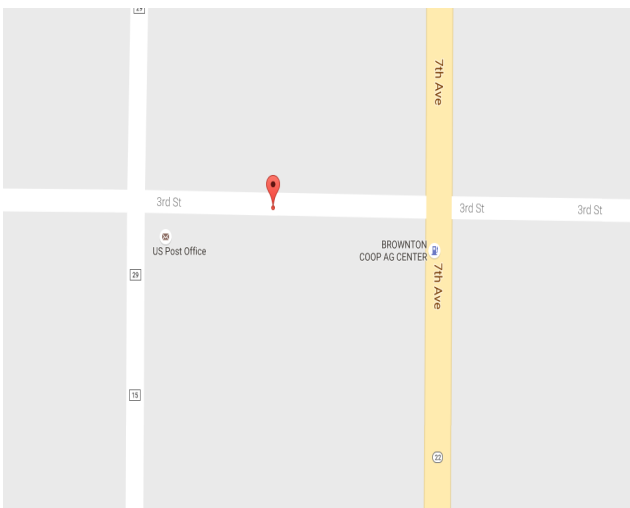 29
7th Ave
3rd St
3rd St
3rd St
US Post Office
BROWNTON
COOP AG CENTER
7th Ave
29
15
22